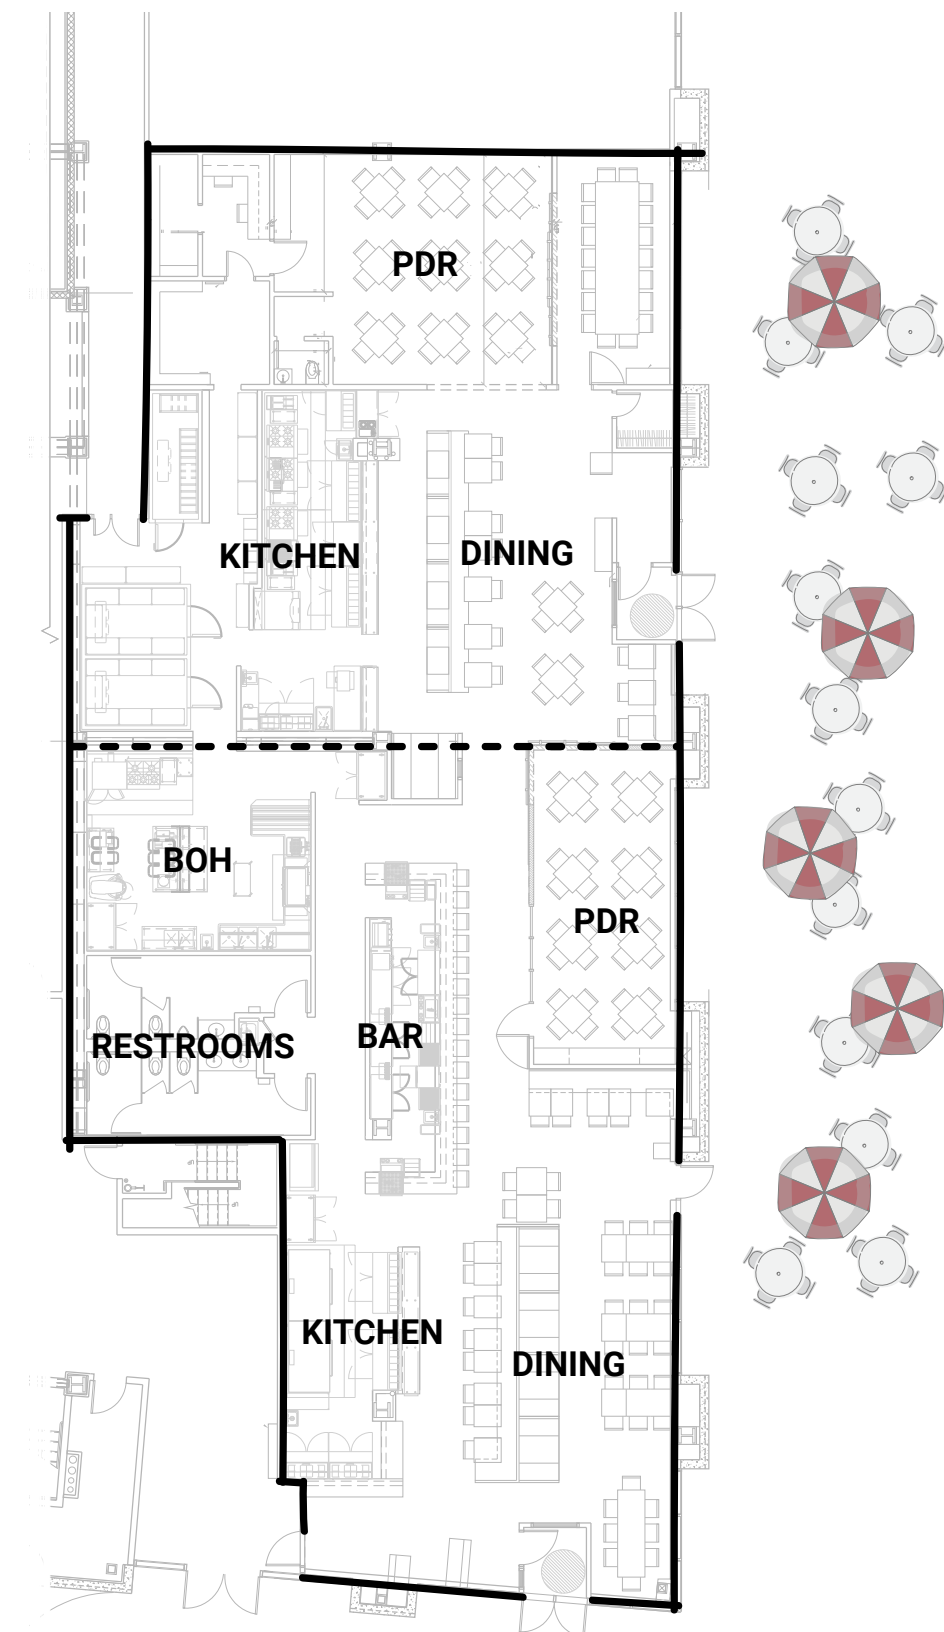 PDR
KITCHEN
DINING
BOH
PDR
RESTROOMS
BAR
KITCHEN
DINING